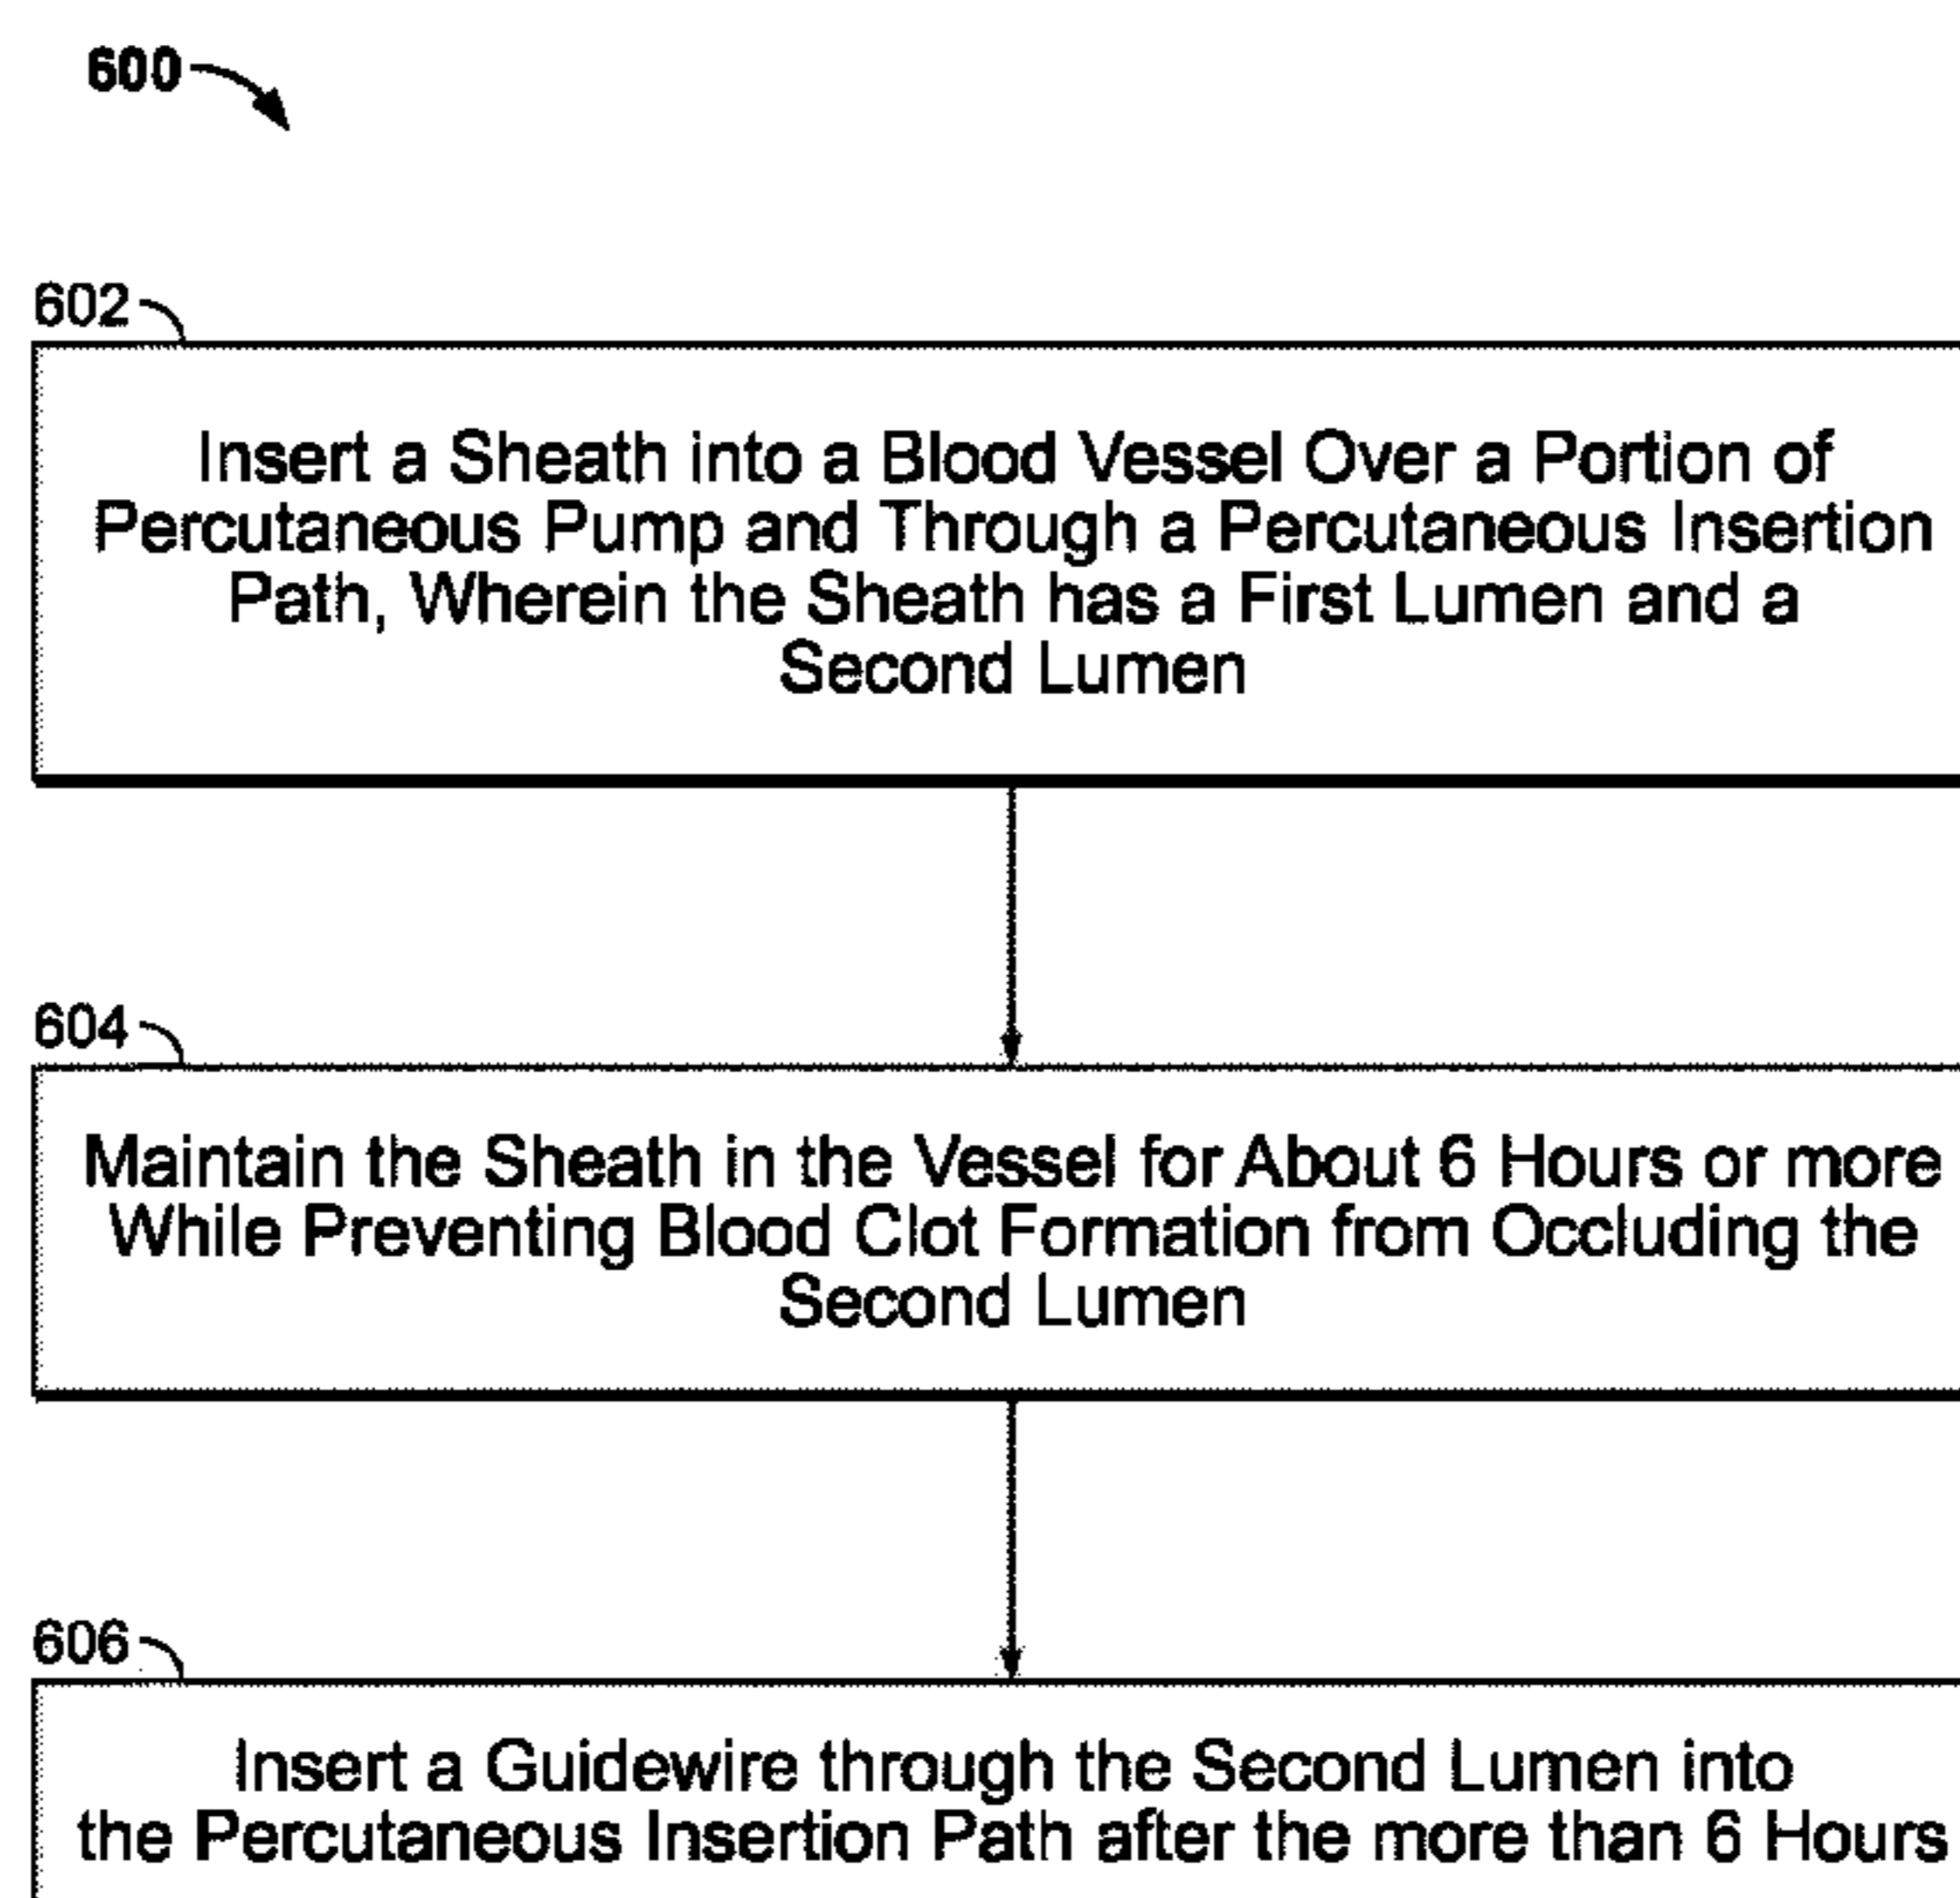 600
602
Insert a Sheath into a Blood Vessel Over a Portion of
Percutaneous Pump and Through a Percutaneous Insertion
Path, Wherein the Sheath has a First Lumen and a
Second Lumen
604
Maintain the Sheath in the Vessel for About 6 Hours or more
While Preventing Blood Clot Formation from Occluding the
Second Lumen
606
Insert a Guidewire through the Second Lumen into
the Percutaneous Insertion Path after the more than 6 Hours